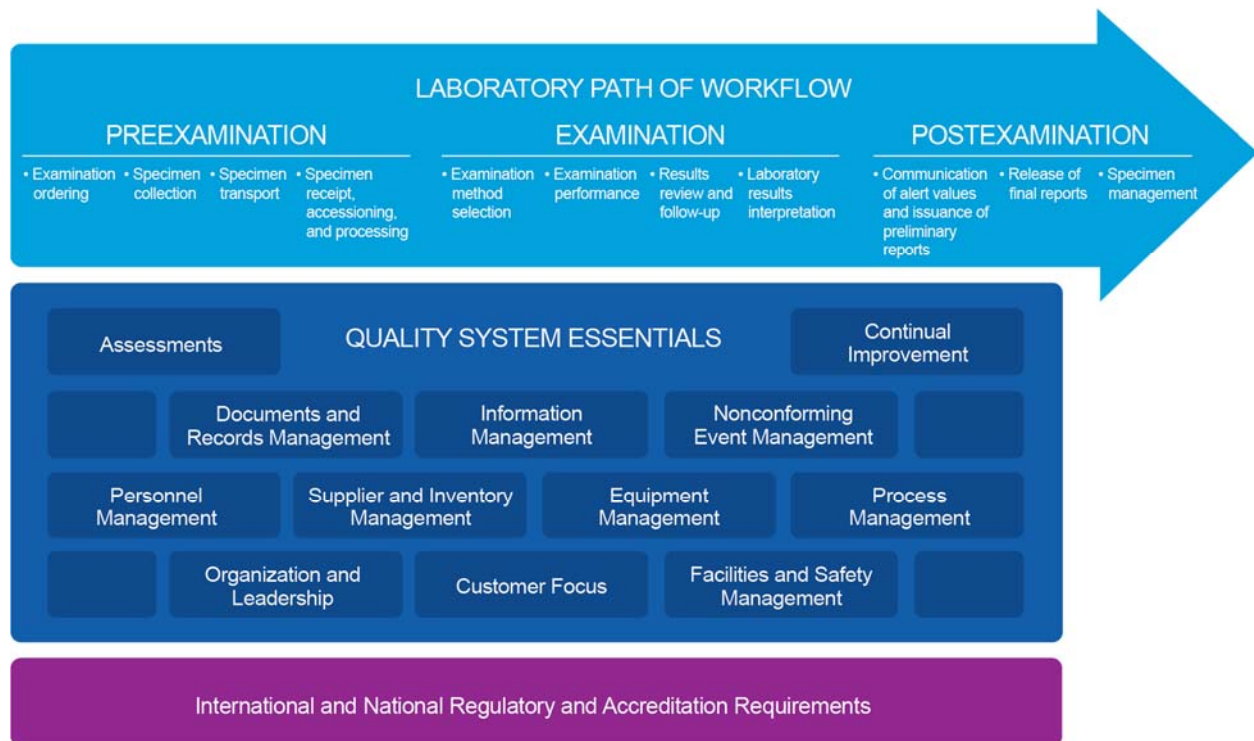 LABORATORY PATH OF WORKFLOW
PREEXAMINATION
• Examination
ordering
• Specimen
collection
• Specimen
transport
• Specimen
receipt,
accessioning,
and processing
EXAMINATION
• Examination
method
selection
• Examination
performance
• Results
review and
follow-up
• Laboratory
results
interpretation
POSTEXAMINATION
• Communication
of alert values
and issuance of
preliminary
reports
• Release of
final reports
• Specimen
management
QUALITY SYSTEM ESSENTIALS
Assessments
Continual
Improvement
Documents and
Records Management
Information
Management
Nonconforming
Event Management
Personnel
Management
Supplier and Inventory
Management
Equipment
Management
Process
Management
Organization and
Leadership
Customer Focus
Facilities and Safety
Management
International and National Regulatory and Accreditation Requirements